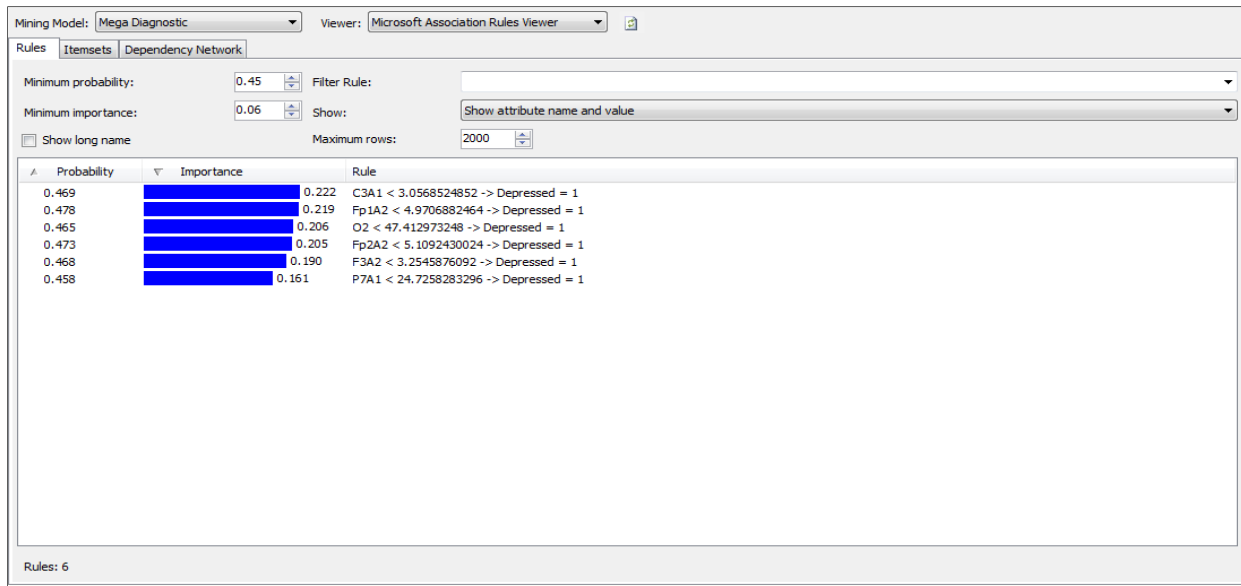 Mining Model: Mega Diagnostic Viewer: Microsoft Association Rules Viewer
Rules Itemsets Dependency Network
Minimum probability: 0.45 Filter Rule:
Minimum importance: 0.06 Show: Show attribute name and value
Show long name Maximum rows: 2000
Probability Importance Rule
0.469 0.222 C3A1 < 3.0568524852 -> Depressed = 1
0.478 0.219 Fp1A2 < 4.9706882464 -> Depressed = 1
0.465 0.206 O2 < 47.412973248 -> Depressed = 1
0.473 0.205 Fp2A2 < 5.1092430024 -> Depressed = 1
0.468 0.190 F3A2 < 3.2545876092 -> Depressed = 1
0.458 0.161 P7A1 < 24.7258283296 -> Depressed = 1
Rules: 6